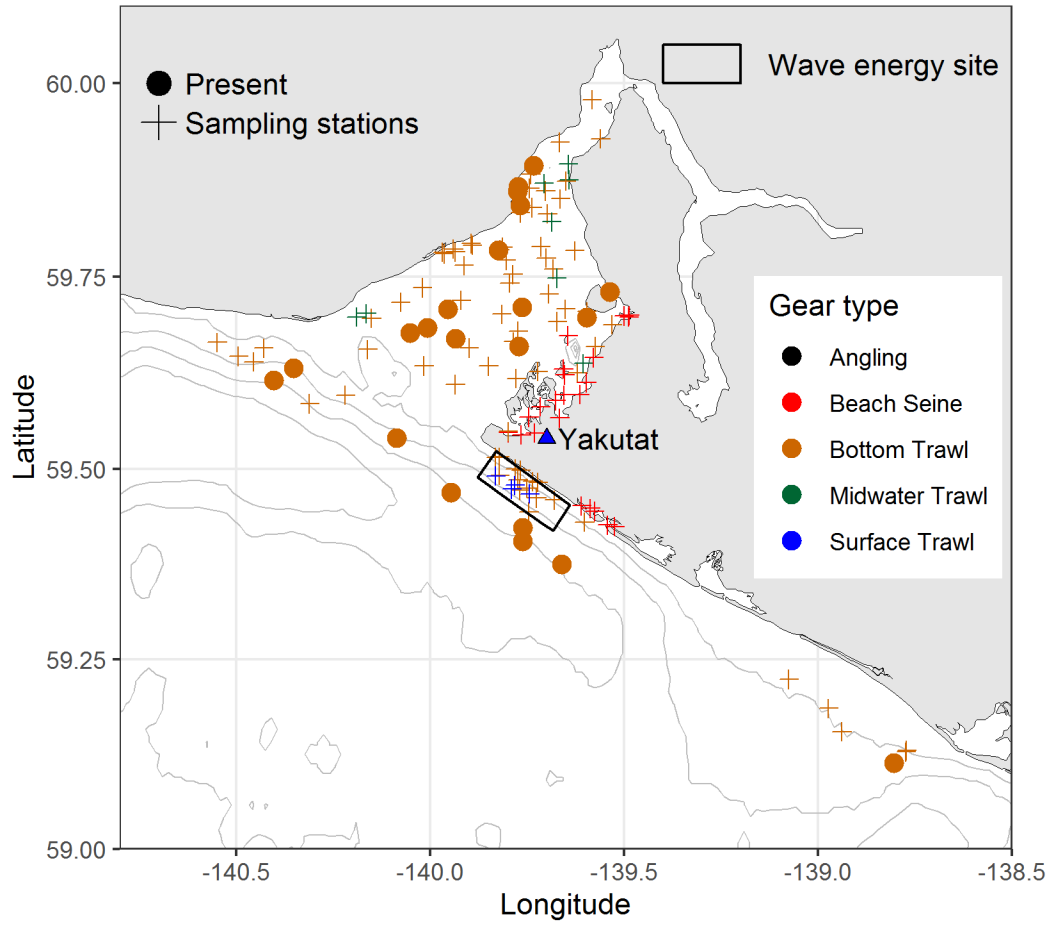 Present
Sampling stations
Wave energy site
60.00
59.75
59.50
59.25
59.00
Latitude
Yakutat
Gear type
Angling
Beach Seine
Bottom Trawl
Midwater Trawl
Surface Trawl
-140.5 -140.0 -139.5 -139.0 -138.5
Longitude